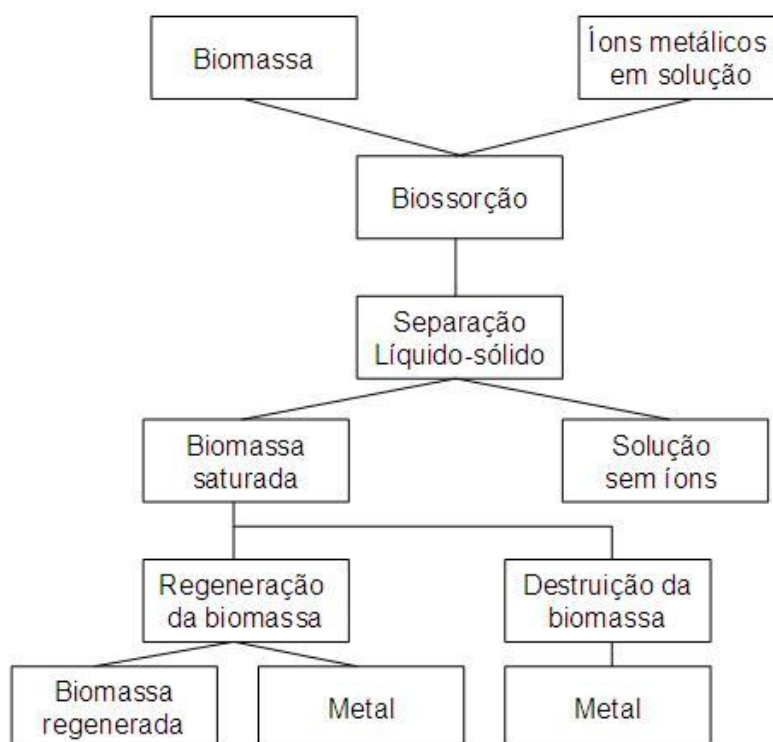 Biomassa
Íons metálicos
em solução
Biossorção
Separação
Líquido-sólido
Biomassa
saturada
Solução
sem íons
Regeneração
da biomassa
Destruição da
biomassa
Biomassa
regenerada
Metal
Metal